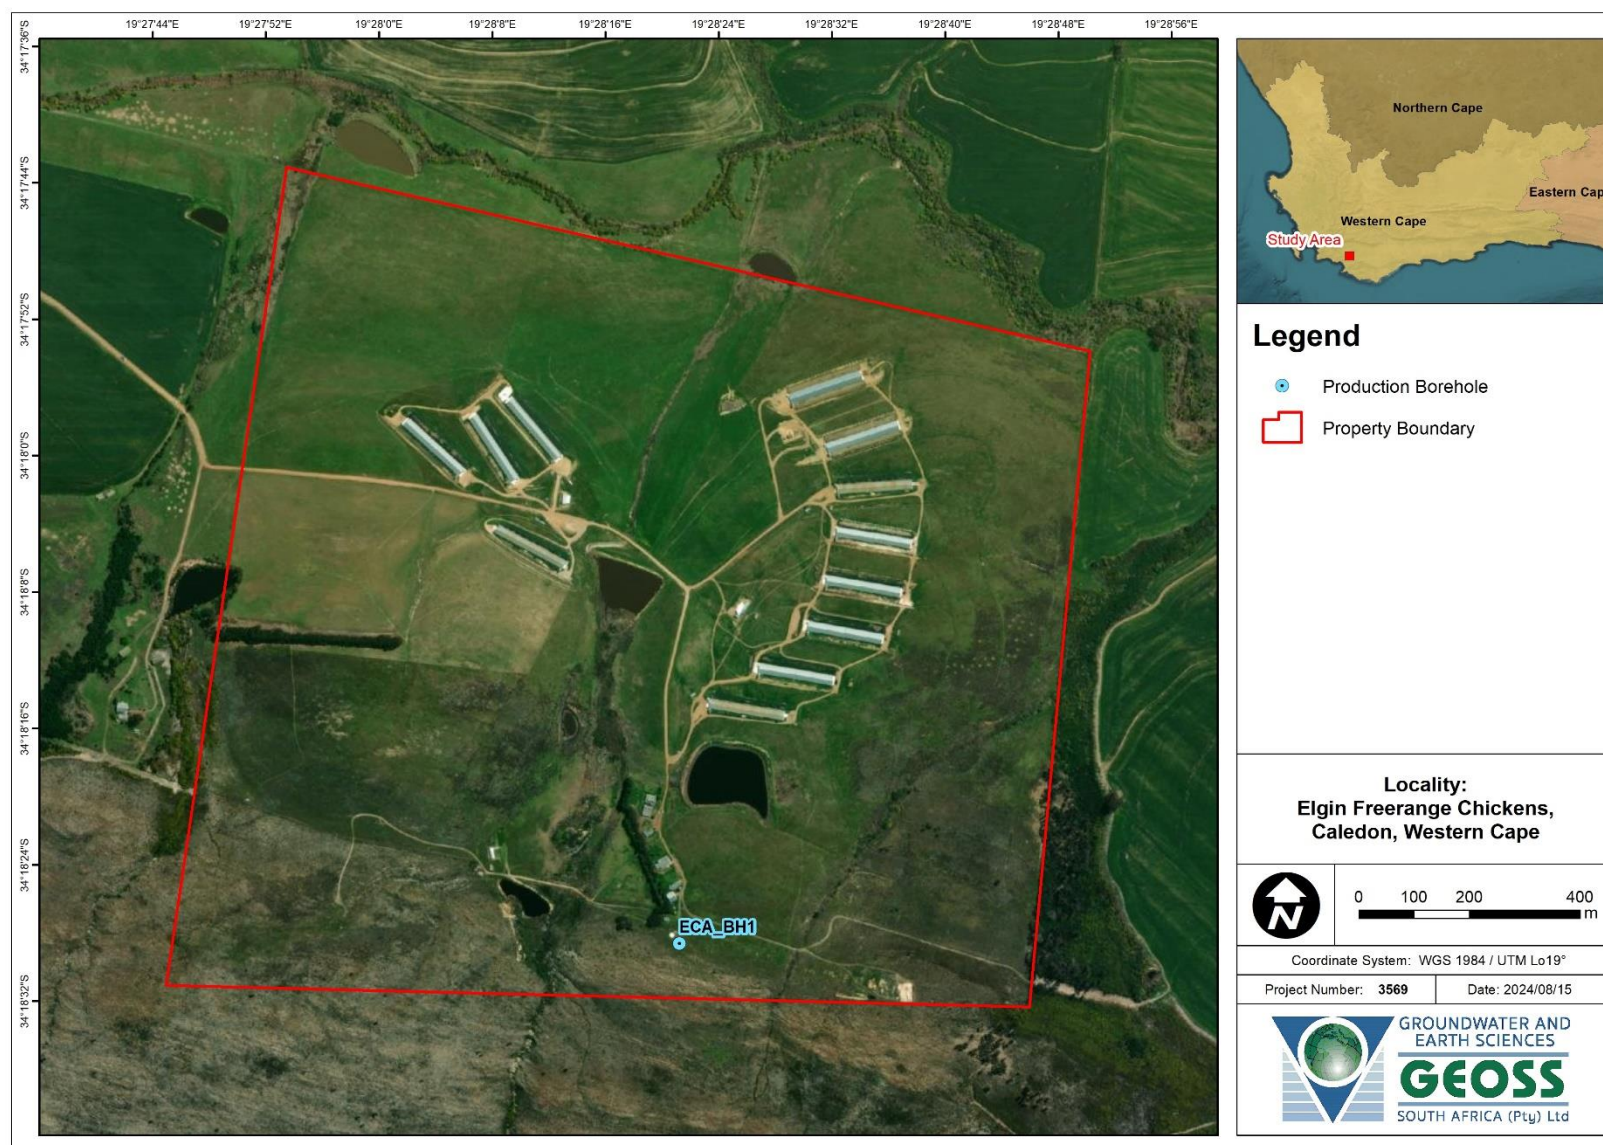 19°27'44"E 19°27'52"E 19°28'0"E 19°28'8"E 19°28'16"E 19°28'24"E 19°28'32"E 19°28'40"E 19°28'48"E 19°28'56"E
34°17'36"S
34°17'44"S
34°17'52"S
34°18'0"S
34°18'8"S
34°18'16"S
34°18'24"S
34°18'32"S
ECA_BH1
Northern Cape
Eastern Cap
Western Cape
Study Area
Legend
Production Borehole
Property Boundary
Locality:
Elgin Freerange Chickens,
Caledon, Western Cape
N
0 100 200 400
m
Coordinate System: WGS 1984 / UTM Lo19°
Project Number: 3569 Date: 2024/08/15
GROUNDWATER AND
EARTH SCIENCES
GEOSS
SOUTH AFRICA (Pty) Ltd